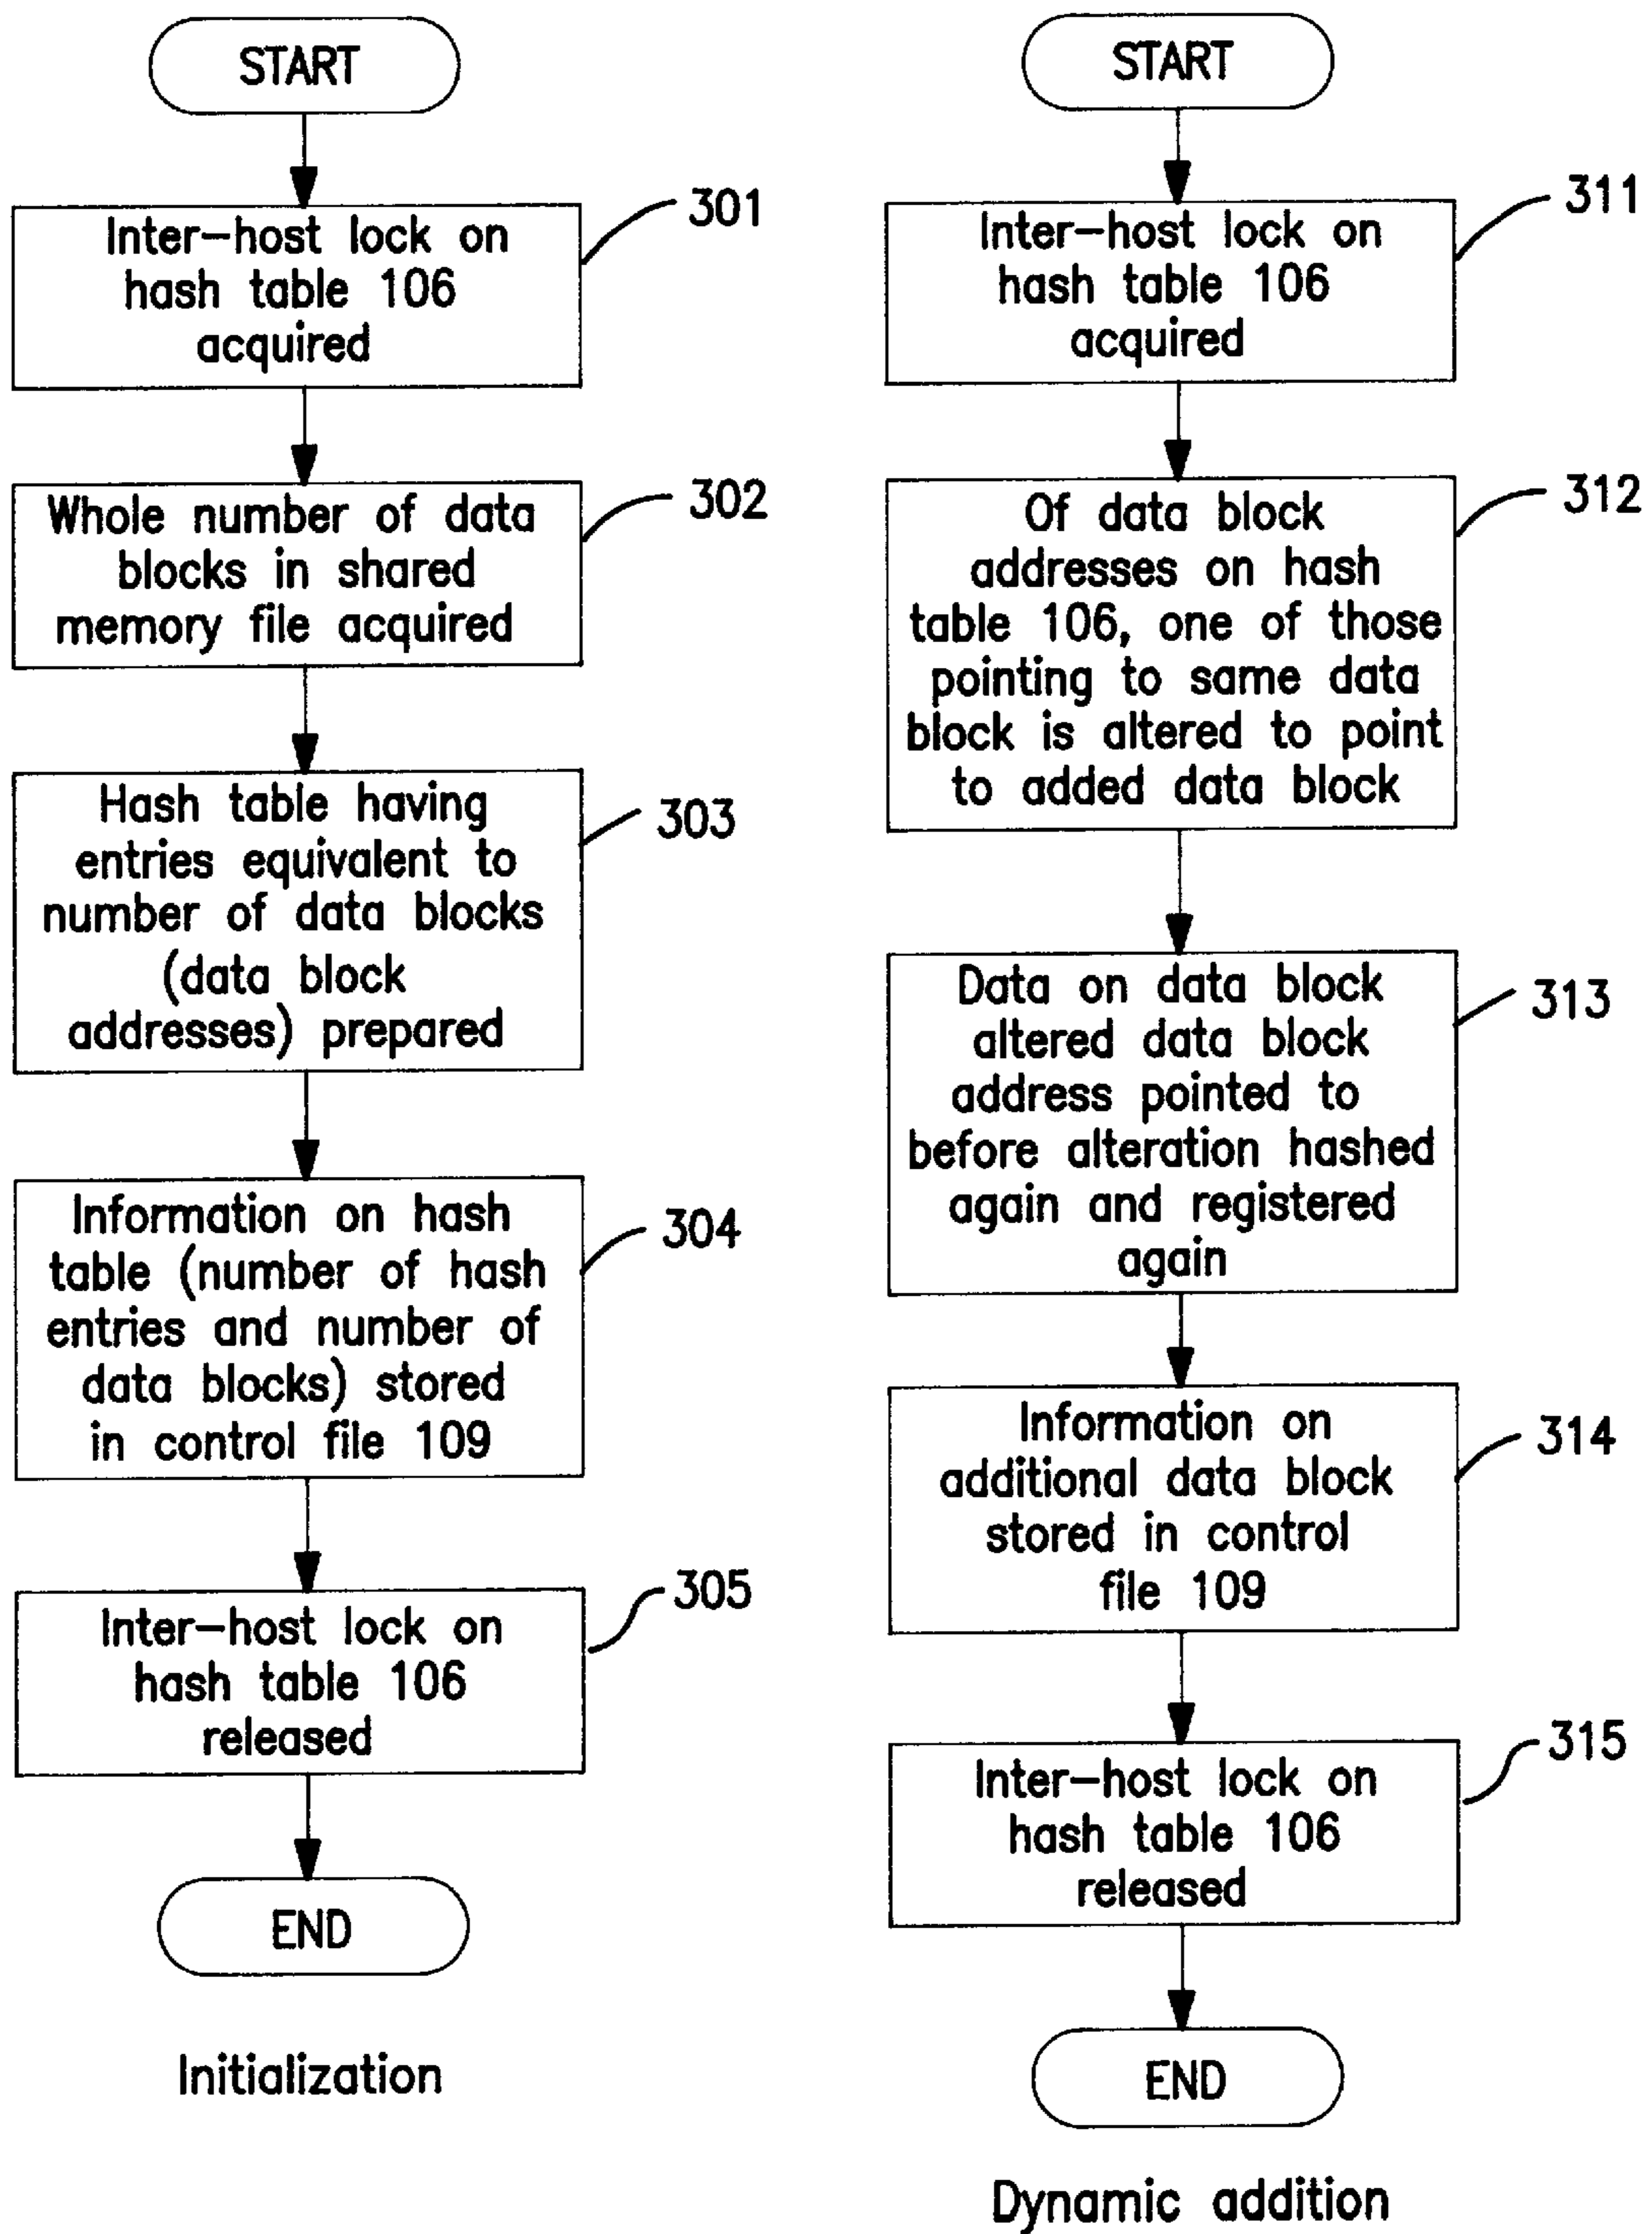 START
Inter-host lock on
hash table 106
acquired
301
Whole number of data
blocks in shared
memory file acquired
302
Hash table having
entries equivalent to
number of data blocks
(data block
addresses) prepared
303
Information on hash
table (number of hash
entries and number of
data blocks) stored
in control file 109
304
Inter-host lock on
hash table 106
released
305
END
Initialization
START
Inter-host lock on
hash table 106
acquired
311
Of data block
addresses on hash
table 106, one of those
pointing to same data
block is altered to point
to added data block
312
Data on data block
altered data block
address pointed to
before alteration hashed
again and registered
again
313
Information on
additional data block
stored in control
file 109
314
Inter-host lock on
hash table 106
released
315
END
Dynamic addition